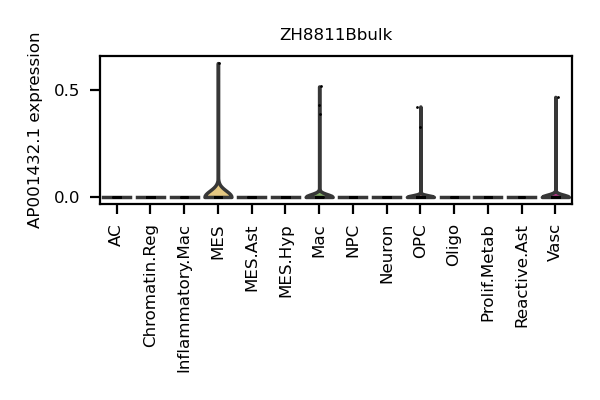 ZH8811Bbulk
AP001432.1 expression
0.5
0.0
AC
Chromatin.Reg
Inflammatory.Mac
MES
MES.Ast
MES.Hyp
Mac
NPC
Neuron
OPC
Oligo
Prolif.Metab
Reactive.Ast
Vasc